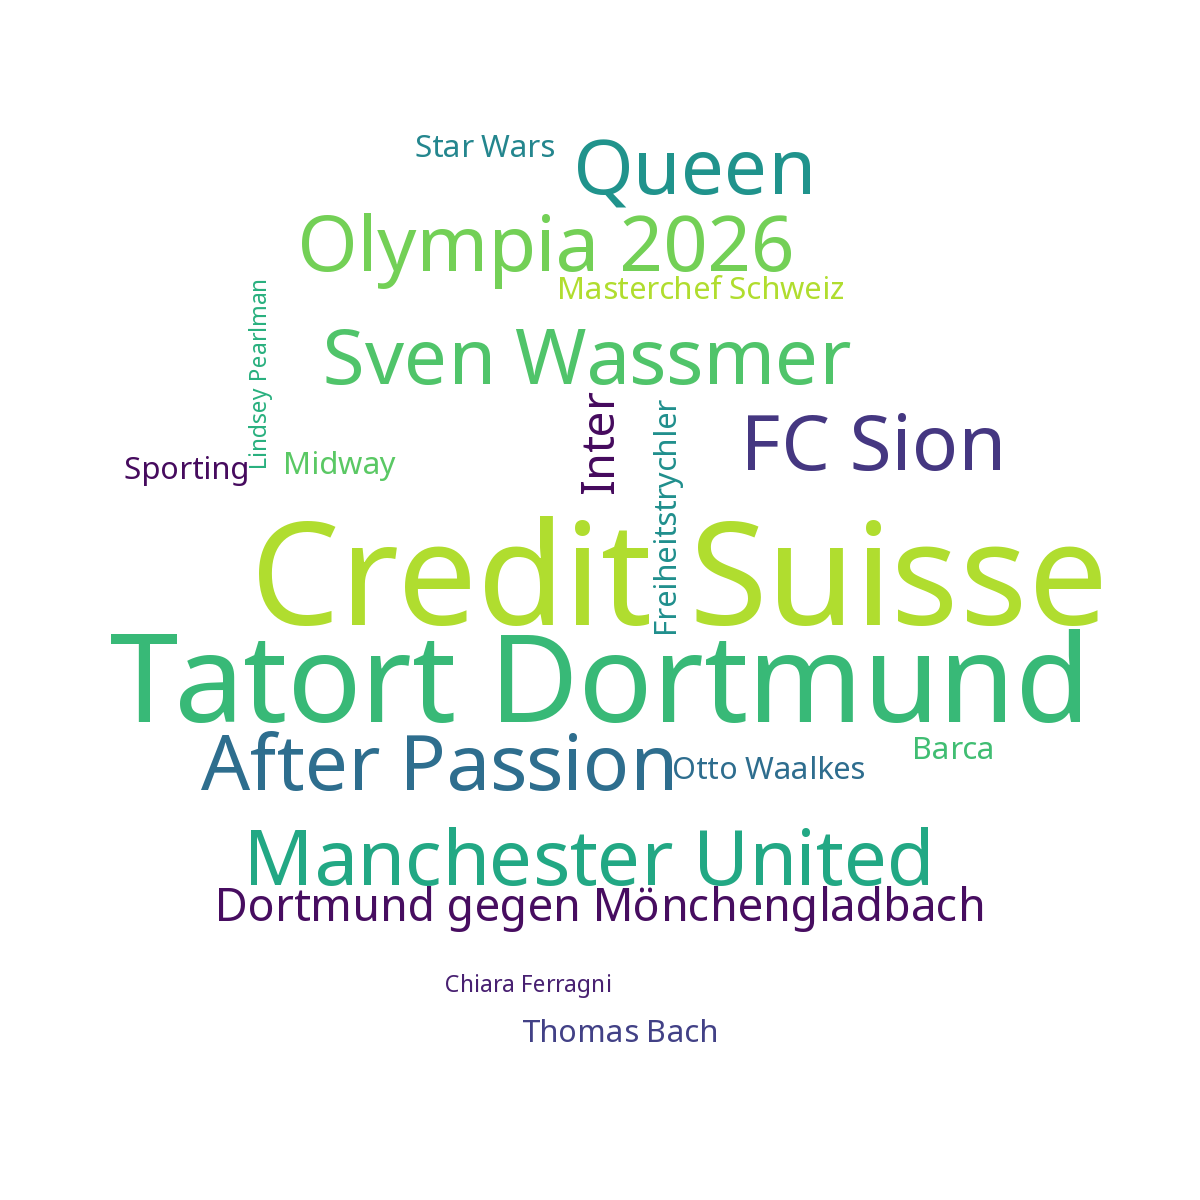 Star Wars
Queen
Olympia 2026
Masterchef Schweiz
Lindsey Pearlman
Sven Wassmer
Inter
Freiheitstrychler
FC Sion
Sporting
Midway
Credit Suisse
Tatort Dortmund
After Passion
Otto Waalkes
Barca
Manchester United
Dortmund gegen Mönchengladbach
Chiara Ferragni
Thomas Bach